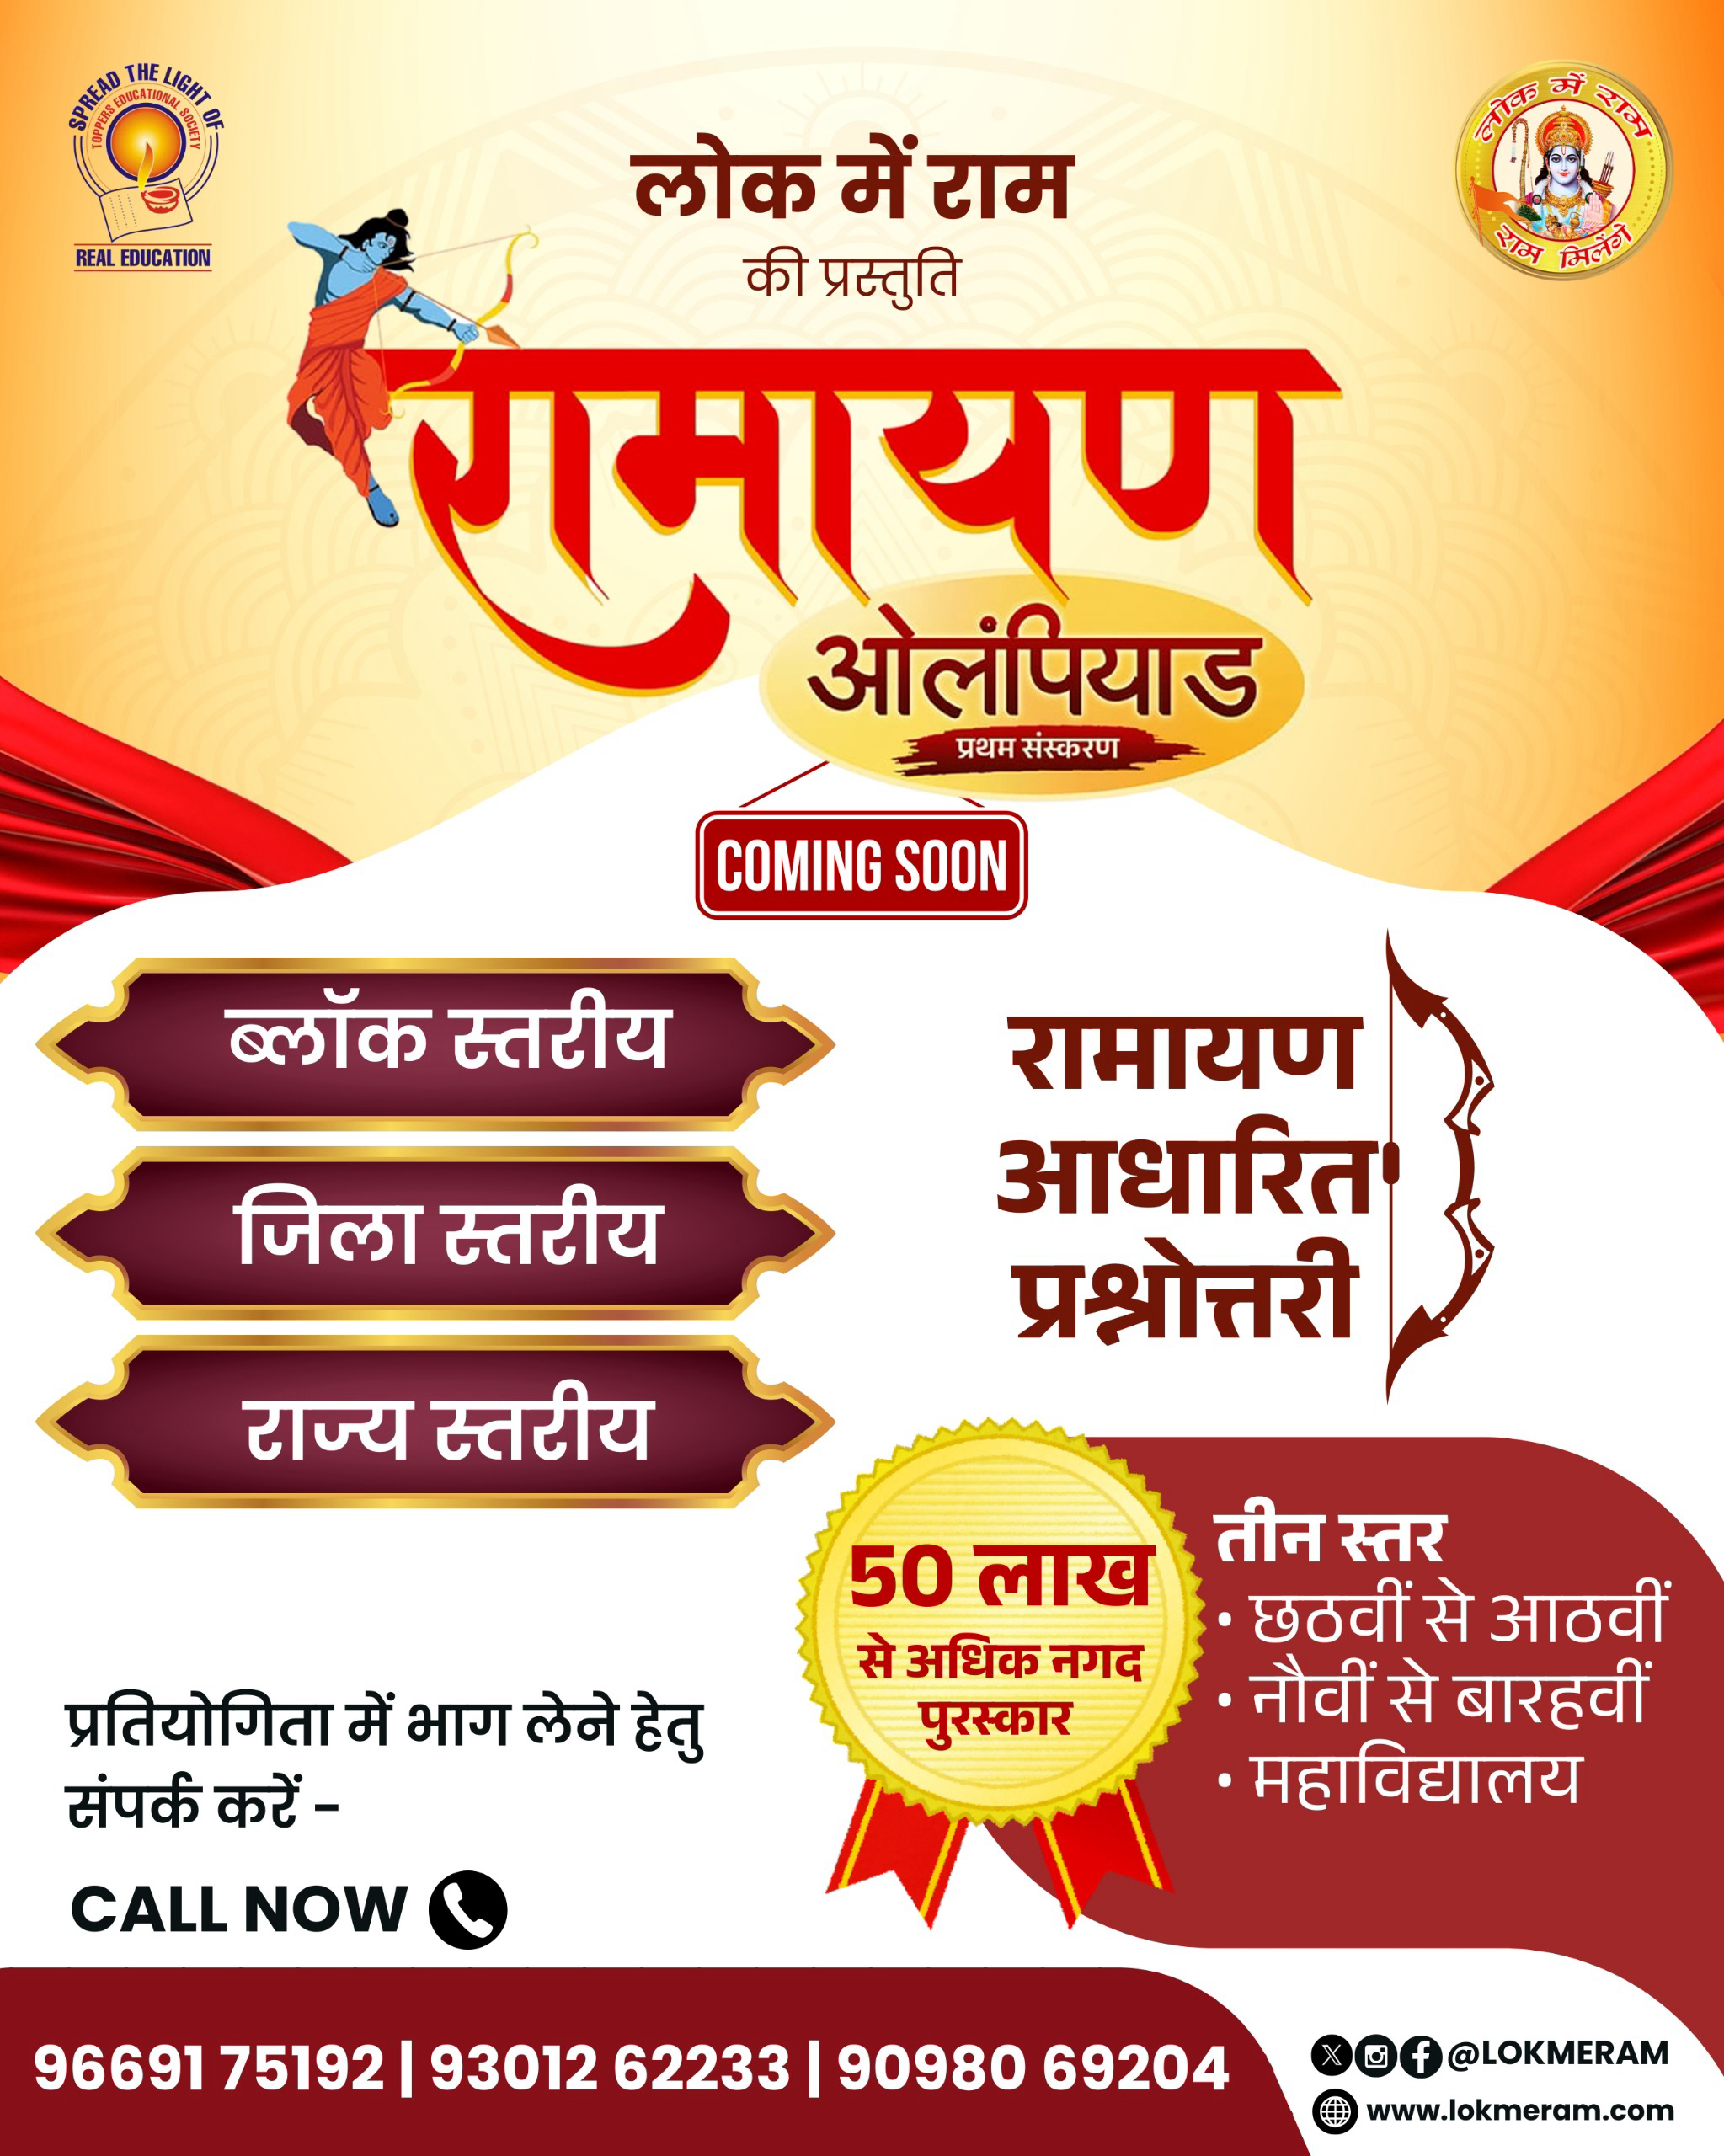 SPREAD THE LIGHT OF
TOPPERS EDUCATIONAL SOCIETY
REAL EDUCATION
लोक में राम
राम मिलेंगे
लोक में राम
की प्रस्तुति
रामायण
ओलंपियाड
प्रथम संस्करण
COMING SOON
ब्लॉक स्तरीय
जिला स्तरीय
राज्य स्तरीय
रामायण
आधारित
प्रश्नोत्तरी
50 लाख
से अधिक नगद
पुरस्कार
तीन स्तर
• छठवीं से आठवीं
• नौवीं से बारहवीं
• महाविद्यालय
प्रतियोगिता में भाग लेने हेतु
संपर्क करें –
CALL NOW
96691 75192 | 93012 62233 | 90980 69204
@LOKMERAM
www.lokmeram.com